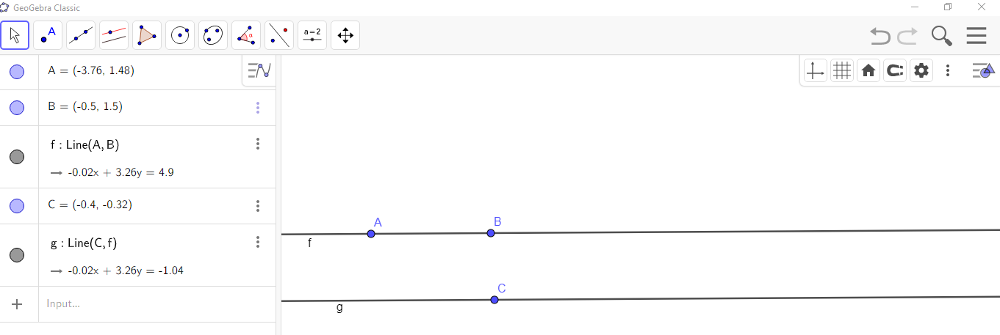 GeoGebra Classic
A
α
a=2
A = (-3.76, 1.48)
B = (-0.5, 1.5)
f : Line(A, B)
→ -0.02x + 3.26y = 4.9
C = (-0.4, -0.32)
g : Line(C, f)
→ -0.02x + 3.26y = -1.04
+ Input...
A
B
f
C
g